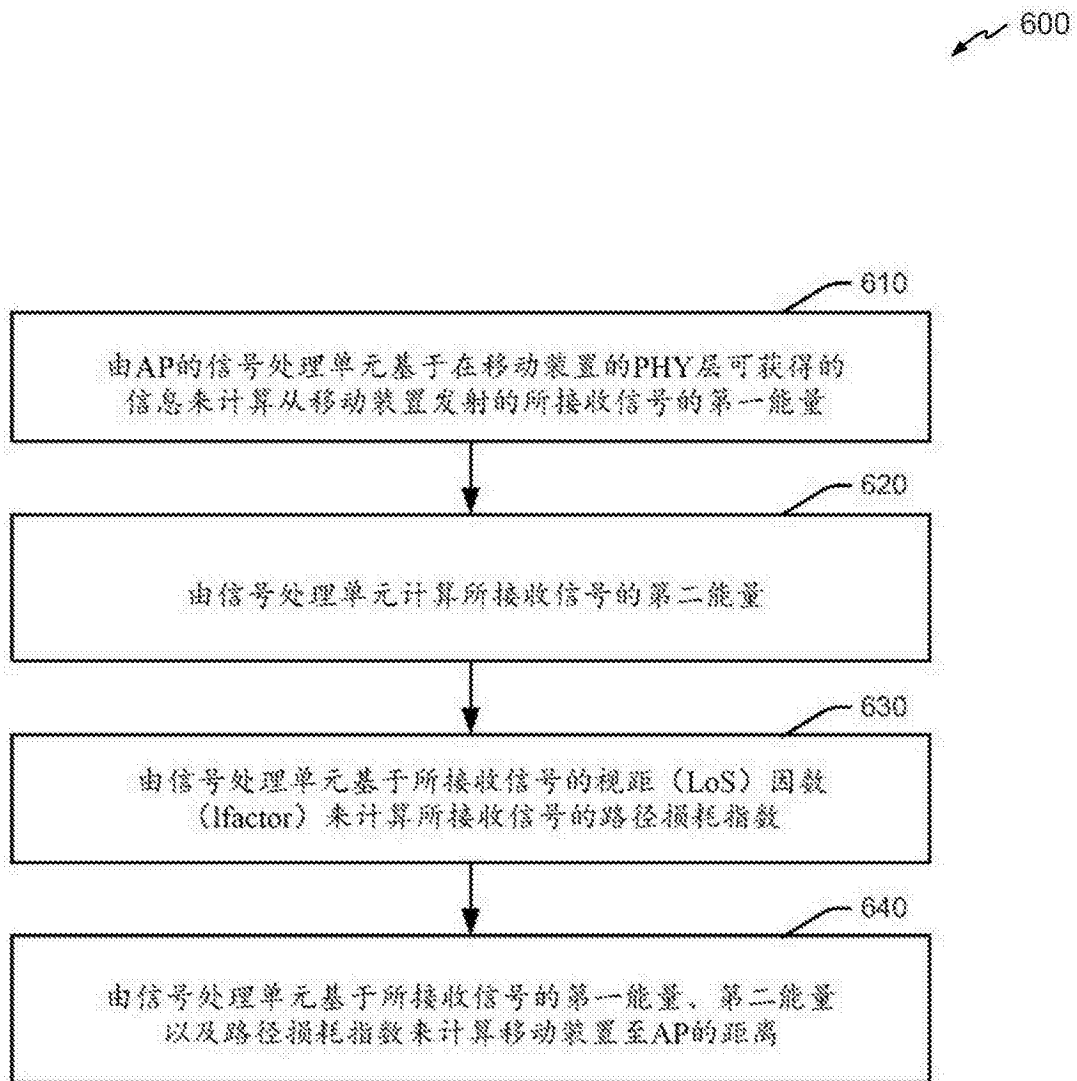 600
610
由AP的信号处理单元基于在移动装置的PHY层可获得的
信息来计算从移动装置发射的所接收信号的第一能量
620
由信号处理单元计算所接收信号的第二能量
630
由信号处理单元基于所接收信号的视距（LoS）因数
（lfactor）来计算所接收信号的路径损耗指数
640
由信号处理单元基于所接收信号的第一能量、第二能量
以及路径损耗指数来计算移动装置至AP的距离